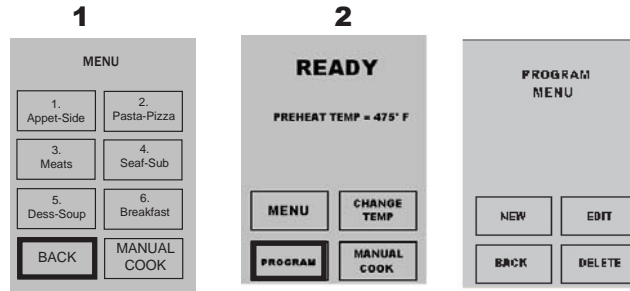 1
MENU
1.
Appet-Side
2.
Pasta-Pizza
3.
Meats
4.
Seaf-Sub
5.
Dess-Soup
6.
Breakfast
BACK
MANUAL
COOK
2
READY
PREHEAT TEMP = 475° F
MENU
CHANGE
TEMP
PROGRAM
MANUAL
COOK
PROGRAM
MENU
NEW
EDIT
BACK
DELETE